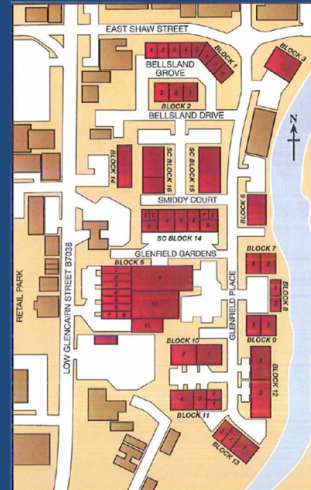 EAST SHAW STREET
BLOCK 1
BLOCK 3
BELLSLAND
GROVE
BLOCK 2
BELLSLAND DRIVE
N
BLOCK 14
SC BLOCK 16
SC BLOCK 15
SMIDDY COURT
BLOCK 6
SC BLOCK 14
GLENFIELD GARDENS
BLOCK 5
BLOCK 7
BLOCK 8
BLOCK 9
RETAIL PARK
LOW GLENCAIRN STREET B7038
GLENFIELD PLACE
BLOCK 10
BLOCK 11
BLOCK 12
BLOCK 13